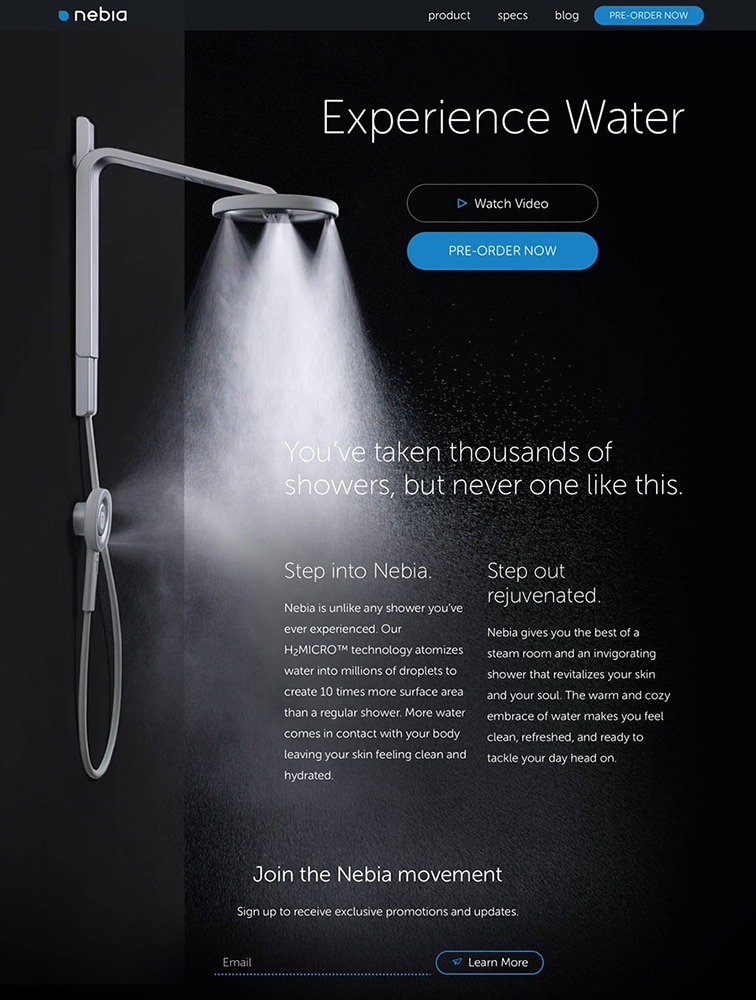 nebia
product specs blog PRE-ORDER NOW
Experience Water
Watch Video
PRE-ORDER NOW
You've taken thousands of
showers, but never one like this.
Step into Nebia.
Nebia is unlike any shower you've
ever experienced. Our
H₂MICRO™ technology atomizes
water into millions of droplets to
create 10 times more surface area
than a regular shower. More water
comes in contact with your body
leaving your skin feeling clean and
hydrated.
Step out
rejuvenated.
Nebia gives you the best of a
steam room and an invigorating
shower that revitalizes your skin
and your soul. The warm and cozy
embrace of water makes you feel
clean, refreshed, and ready to
tackle your day head on.
Join the Nebia movement
Sign up to receive exclusive promotions and updates.
Email
Learn More